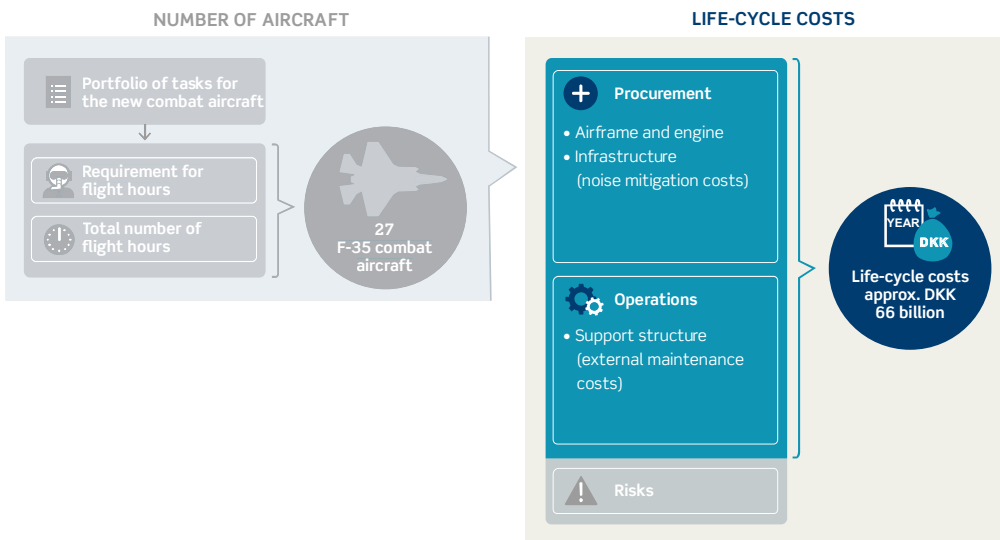 NUMBER OF AIRCRAFT
Portfolio of tasks for
the new combat aircraft
Requirement for
flight hours
Total number of
flight hours
27
F-35 combat
aircraft
LIFE-CYCLE COSTS
Procurement
• Airframe and engine
• Infrastructure
(noise mitigation costs)
Operations
• Support structure
(external maintenance
costs)
Risks
YEAR
DKK
Life-cycle costs
approx. DKK
66 billion